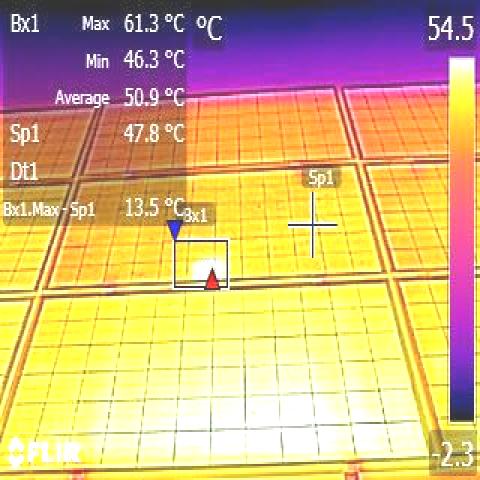 Bx1 Max 61.3 °C °C 54.5
Min 46.3 °C
Average 50.9 °C
Sp1 47.8 °C
Dt1
Bx1.Max - Sp1 13.5 °C
Sp1
Bx1
FLIR -2.3